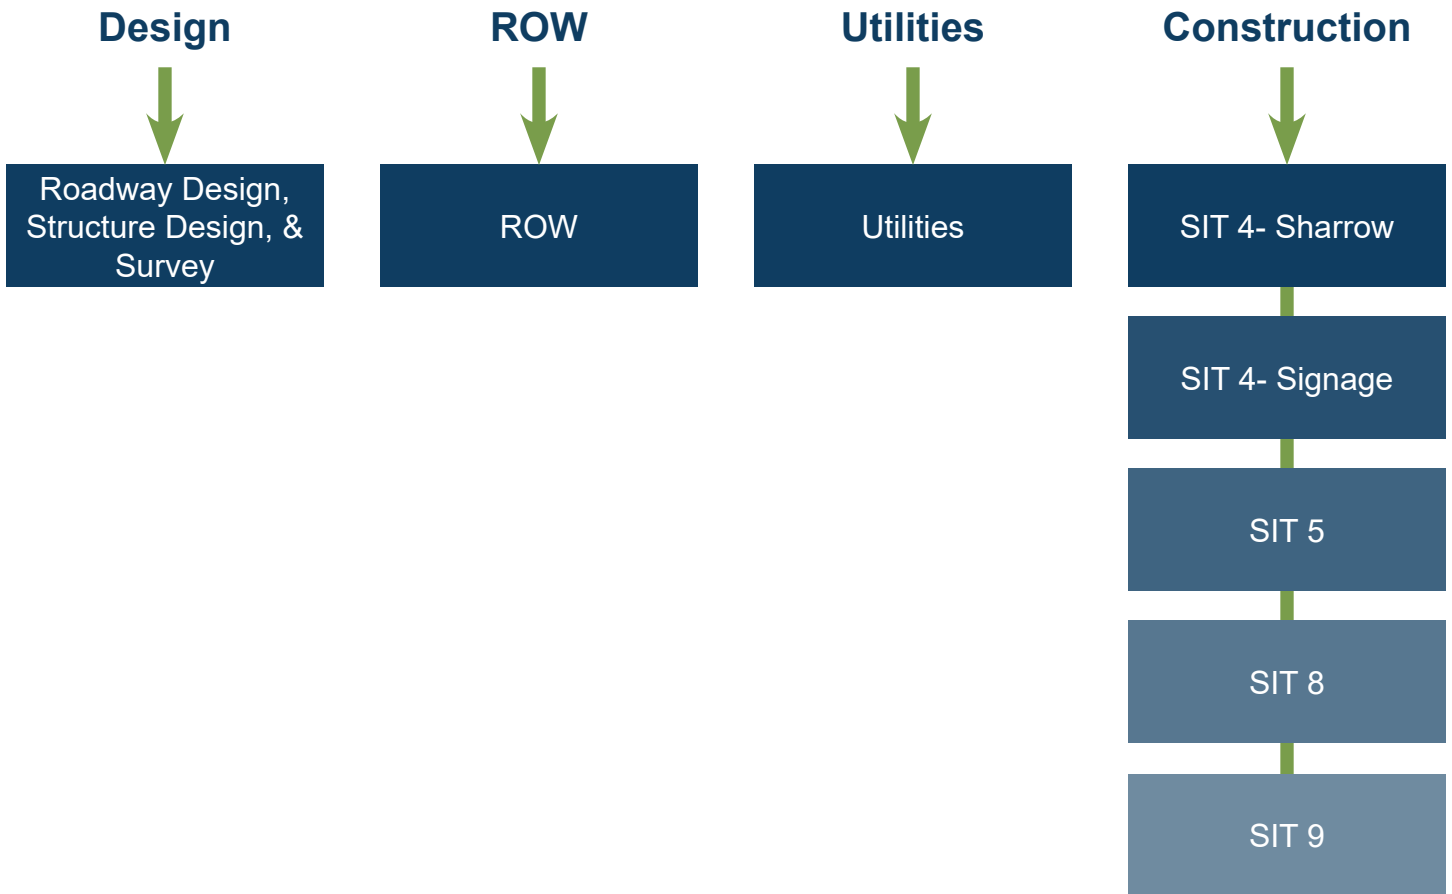 Design
ROW
Utilities
Construction
Roadway Design,
Structure Design, &
Survey
ROW
Utilities
SIT 4- Sharrow
SIT 4- Signage
SIT 5
SIT 8
SIT 9